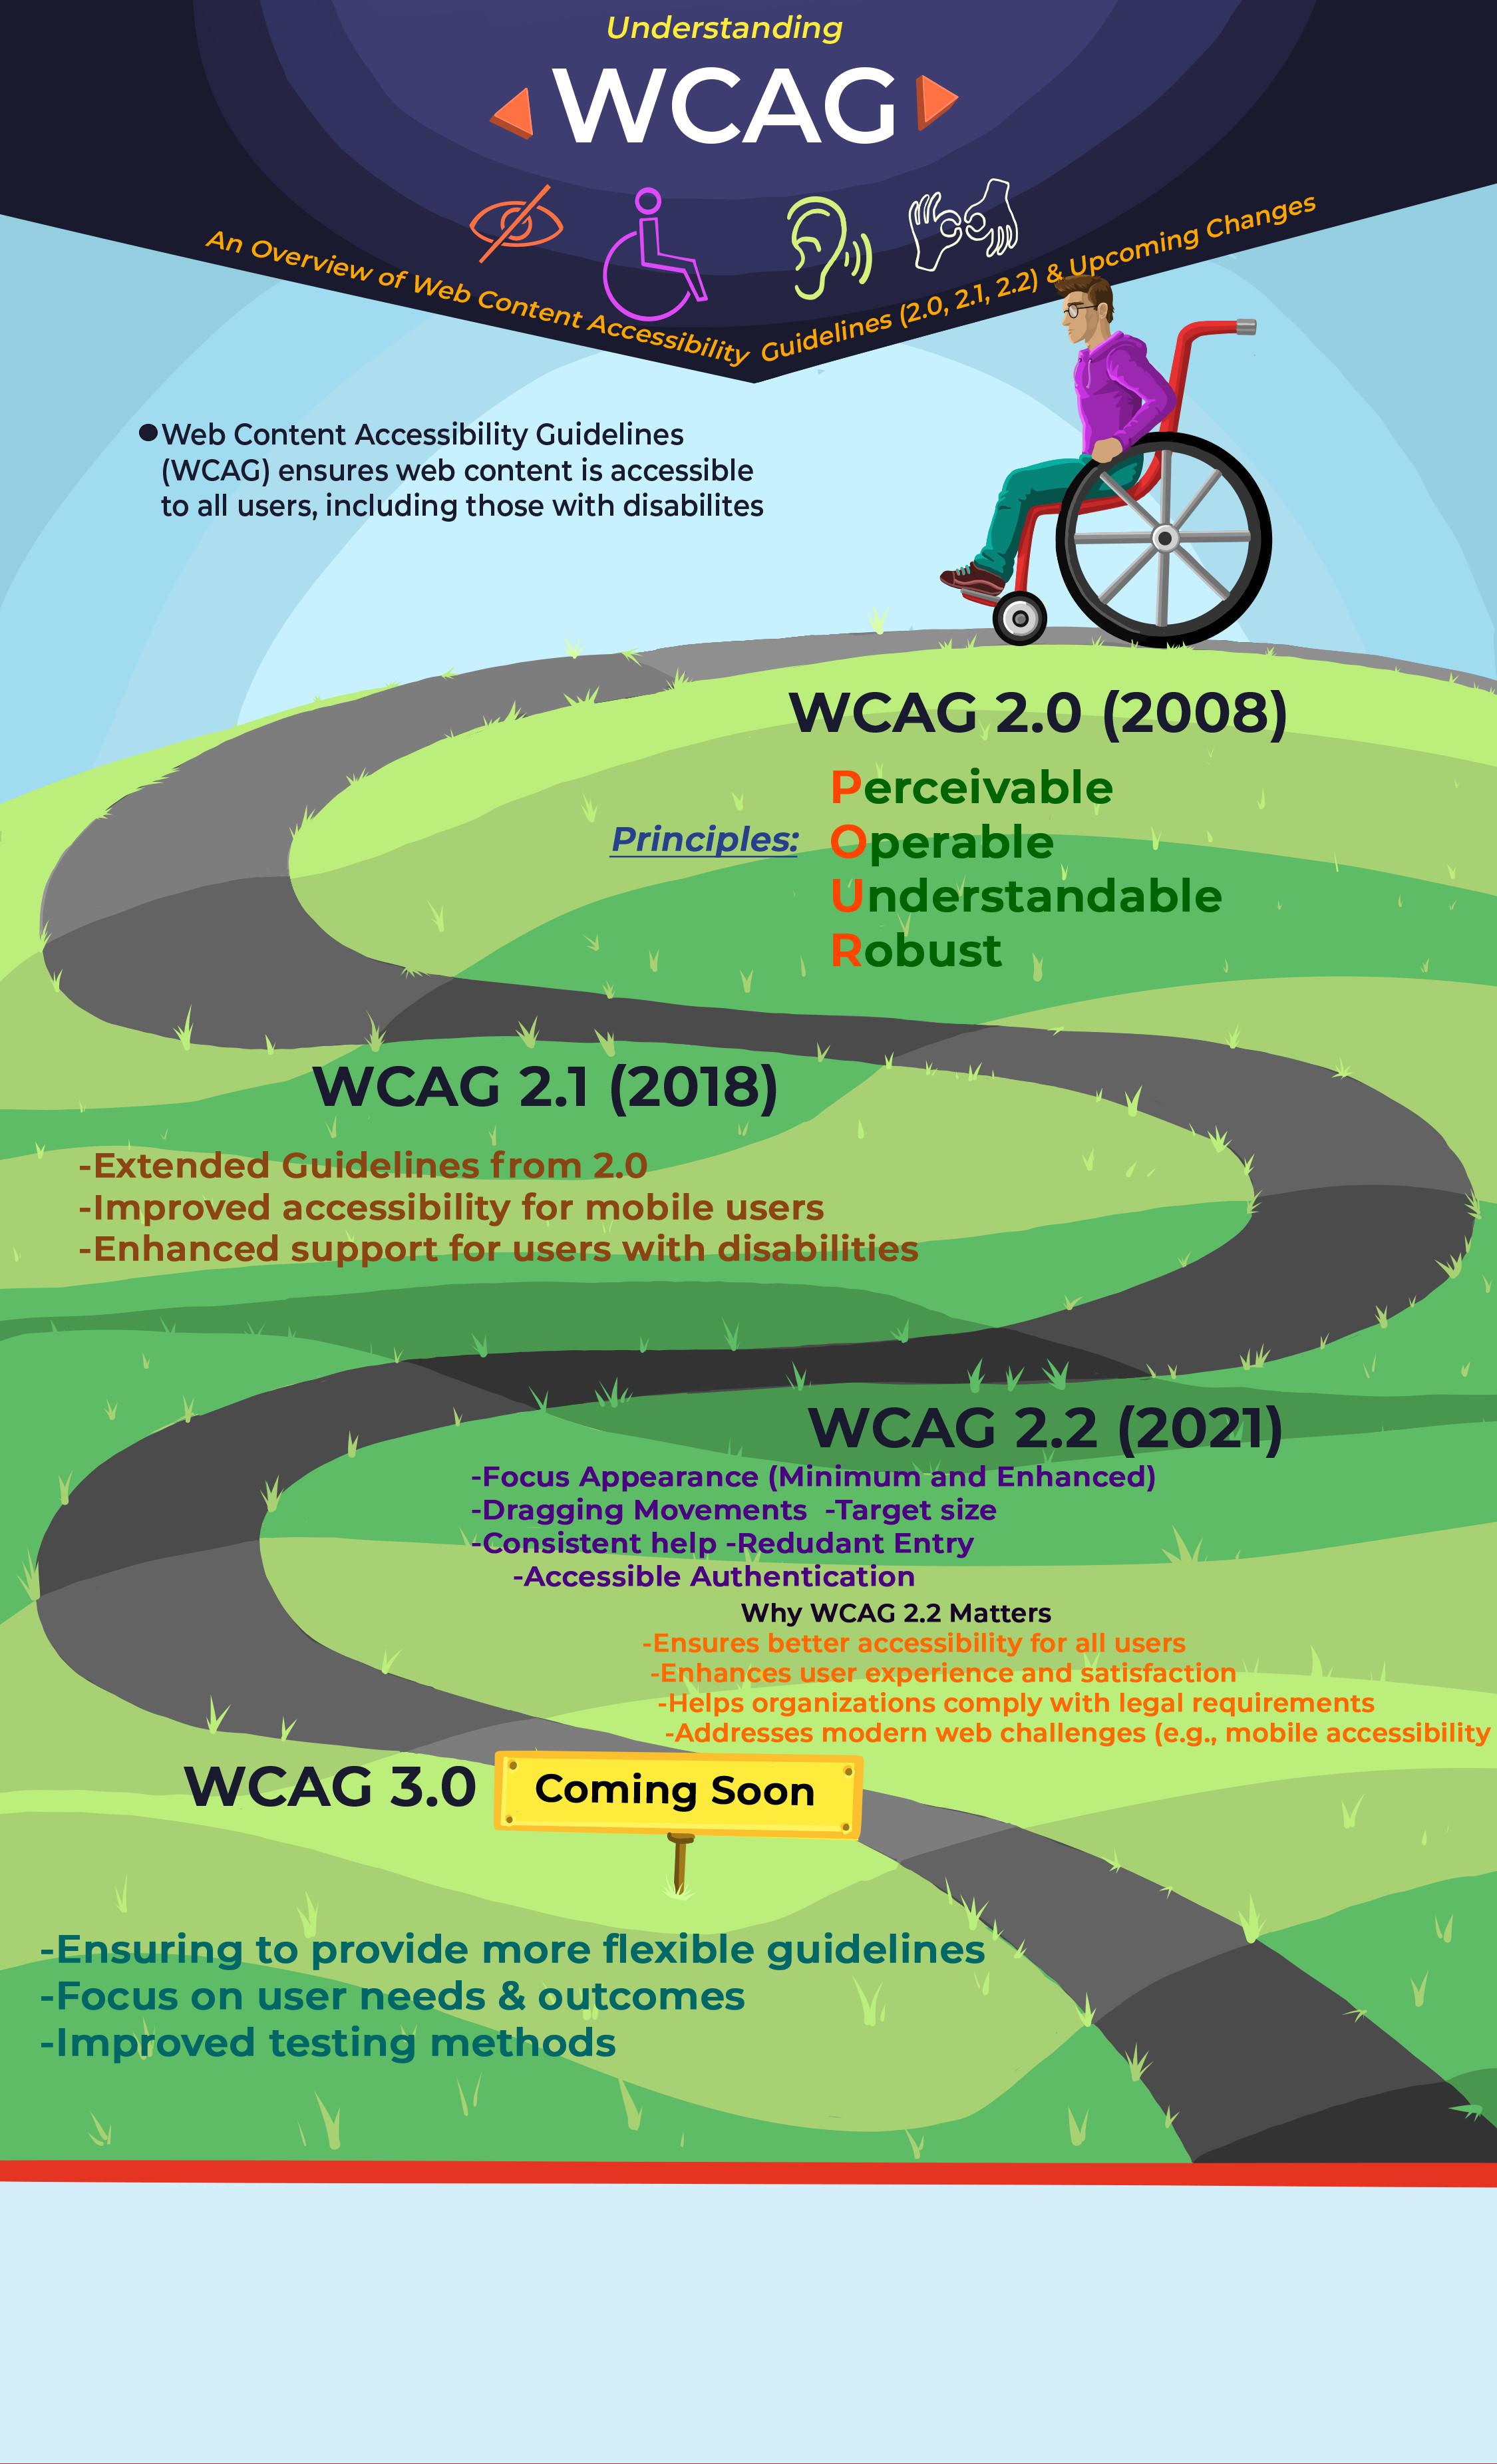 Understanding
WCAG
An Overview of Web Content Accessibility Guidelines (2.0, 2.1, 2.2) & Upcoming Changes
Web Content Accessibility Guidelines
(WCAG) ensures web content is accessible
to all users, including those with disabilites
WCAG 2.0 (2008)
Principles:
Perceivable
Operable
Understandable
Robust
WCAG 2.1 (2018)
-Extended Guidelines from 2.0
-Improved accessibility for mobile users
-Enhanced support for users with disabilities
WCAG 2.2 (2021)
-Focus Appearance (Minimum and Enhanced)
-Dragging Movements -Target size
-Consistent help -Redudant Entry
-Accessible Authentication
Why WCAG 2.2 Matters
-Ensures better accessibility for all users
-Enhances user experience and satisfaction
-Helps organizations comply with legal requirements
-Addresses modern web challenges (e.g., mobile accessibility
WCAG 3.0
Coming Soon
-Ensuring to provide more flexible guidelines
-Focus on user needs & outcomes
-Improved testing methods